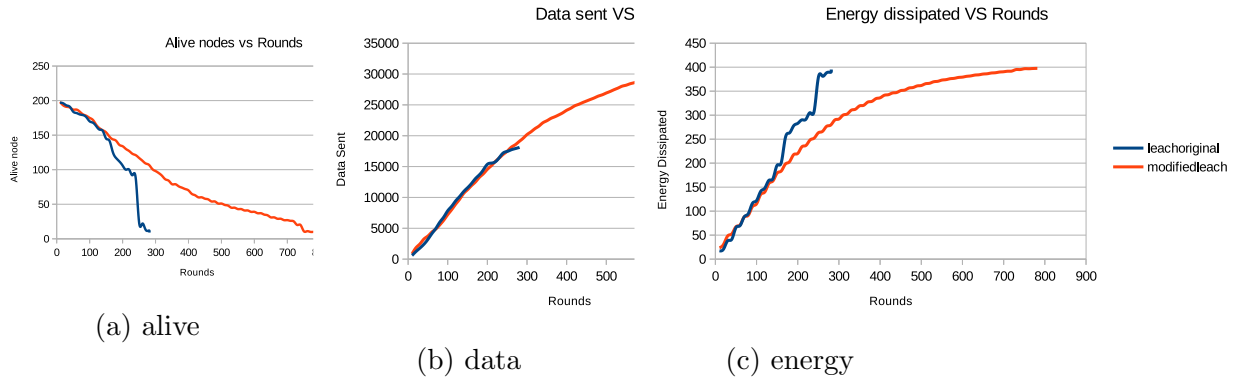 Alive nodes vs Rounds
250
200
150
100
50
0
Alive node
0 100 200 300 400 500 600 700
Rounds
(a) alive
Data sent VS
35000
30000
25000
20000
15000
10000
5000
0
Data Sent
0 100 200 300 400 500
Rounds
(b) data
Energy dissipated VS Rounds
450
400
350
300
250
200
150
100
50
0
Energy Dissipated
0 100 200 300 400 500 600 700 800 900
Rounds
(c) energy
leachoriginal
modifiedleach